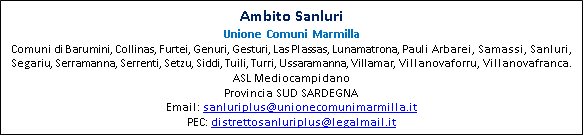 Ambito Sanluri
Unione Comuni Marmilla
Comuni di Barumini, Collinas, Furtei, Genuri, Gesturi, Las Plassas, Lunamatrona, Pauli Arbarei, Samassi, Sanluri,
Segariu, Serramanna, Serrenti, Setzu, Siddi, Tuili, Turri, Ussaramanna, Villamar, Villanovaforru, Villanovafranca.
ASL Mediocampidano
Provincia SUD SARDEGNA
Email: sanluriplus@unionecomunimarmilla.it
PEC: distrettosanluriplus@legalmail.it